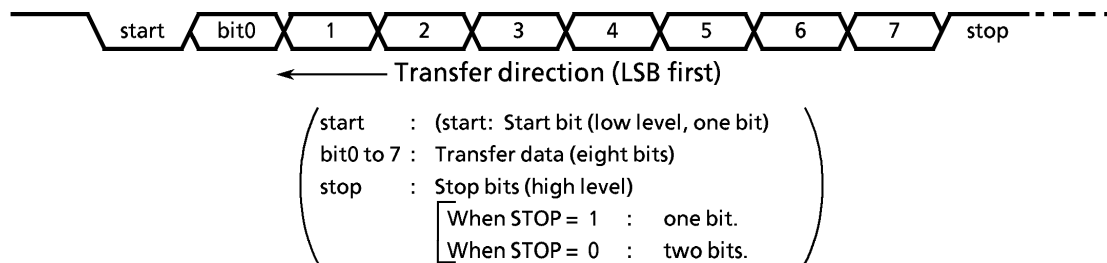 start bit0 1 2 3 4 5 6 7 stop
Transfer direction (LSB first)
start : (start: Start bit (low level, one bit)
bit0 to 7 : Transfer data (eight bits)
stop : Stop bits (high level)
When STOP = 1 : one bit.
When STOP = 0 : two bits.